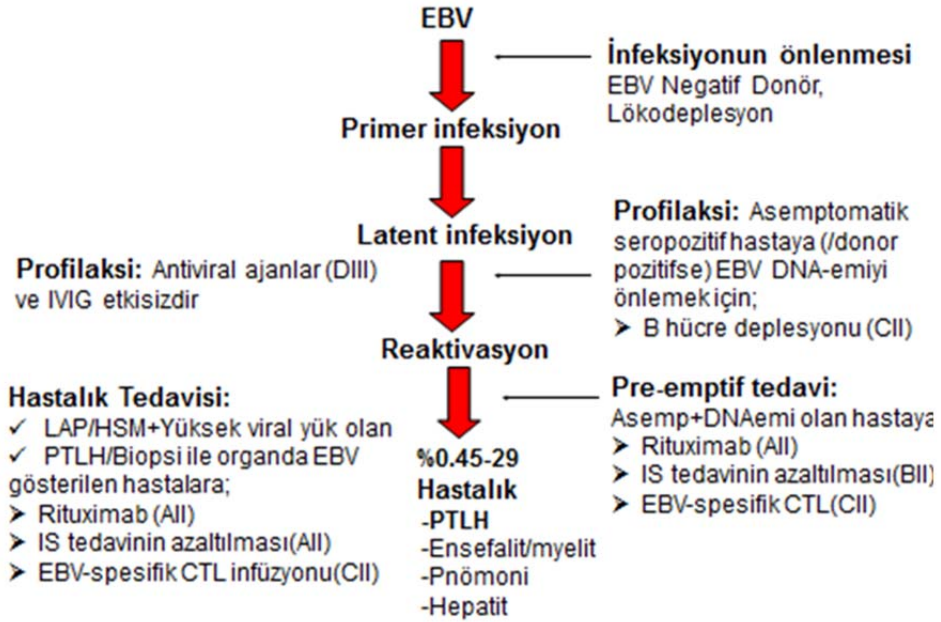 EBV
İnfeksiyonun önlenmesi
EBV Negatif Donör,
Lökodeplesyon
Primer infeksiyon
Latent infeksiyon
Profilaksi: Asemptomatik
seropozitif hastaya (/donor
pozitifse) EBV DNA-emiyi
önlemek için;
➤ B hücre deplesyonu (CII)
Profilaksi: Antiviral ajanlar (DIII)
ve IVIG etkisizdir
Reaktivasyon
Pre-emptif tedavi:
Asemp+DNAemi olan hastaya
➤ Rituximab (AII)
➤ IS tedavinin azaltılması(BII)
➤ EBV-spesifik CTL(CII)
Hastalık Tedavisi:
✓ LAP/HSM+Yüksek viral yük olan
✓ PTLH/Biopsi ile organda EBV
gösterilen hastalara;
➤ Rituximab (AII)
➤ IS tedavinin azaltılması(AII)
➤ EBV-spesifik CTL infüzyonu(CII)
%0.45-29
Hastalık
-PTLH
-Ensefalit/myelit
-Pnömoni
-Hepatit